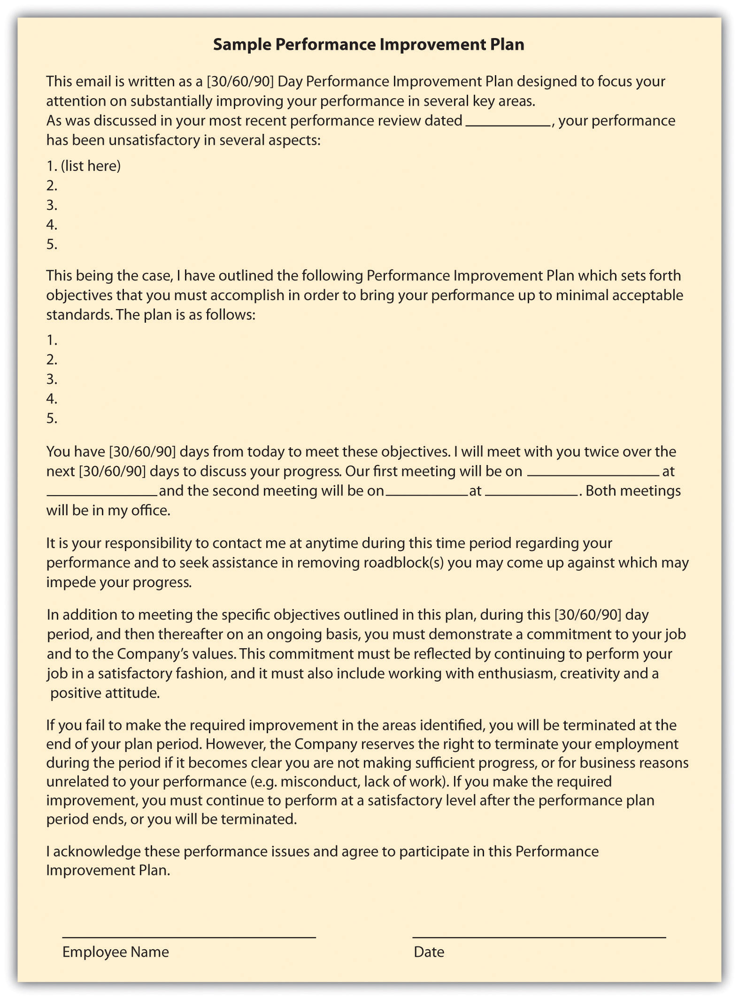 Sample Performance Improvement Plan
This email is written as a [30/60/90] Day Performance Improvement Plan designed to focus your
attention on substantially improving your performance in several key areas.
As was discussed in your most recent performance review dated __________, your performance
has been unsatisfactory in several aspects:
1. (list here)
2.
3.
4.
5.
This being the case, I have outlined the following Performance Improvement Plan which sets forth
objectives that you must accomplish in order to bring your performance up to minimal acceptable
standards. The plan is as follows:
1.
2.
3.
4.
5.
You have [30/60/90] days from today to meet these objectives. I will meet with you twice over the
next [30/60/90] days to discuss your progress. Our first meeting will be on ________________ at
_____________ and the second meeting will be on __________ at ___________. Both meetings
will be in my office.
It is your responsibility to contact me at anytime during this time period regarding your
performance and to seek assistance in removing roadblock(s) you may come up against which may
impede your progress.
In addition to meeting the specific objectives outlined in this plan, during this [30/60/90] day
period, and then thereafter on an ongoing basis, you must demonstrate a commitment to your job
and to the Company’s values. This commitment must be reflected by continuing to perform your
job in a satisfactory fashion, and it must also include working with enthusiasm, creativity and a
positive attitude.
If you fail to make the required improvement in the areas identified, you will be terminated at the
end of your plan period. However, the Company reserves the right to terminate your employment
during the period if it becomes clear you are not making sufficient progress, or for business reasons
unrelated to your performance (e.g. misconduct, lack of work). If you make the required
improvement, you must continue to perform at a satisfactory level after the performance plan
period ends, or you will be terminated.
I acknowledge these performance issues and agree to participate in this Performance
Improvement Plan.
Employee Name
Date